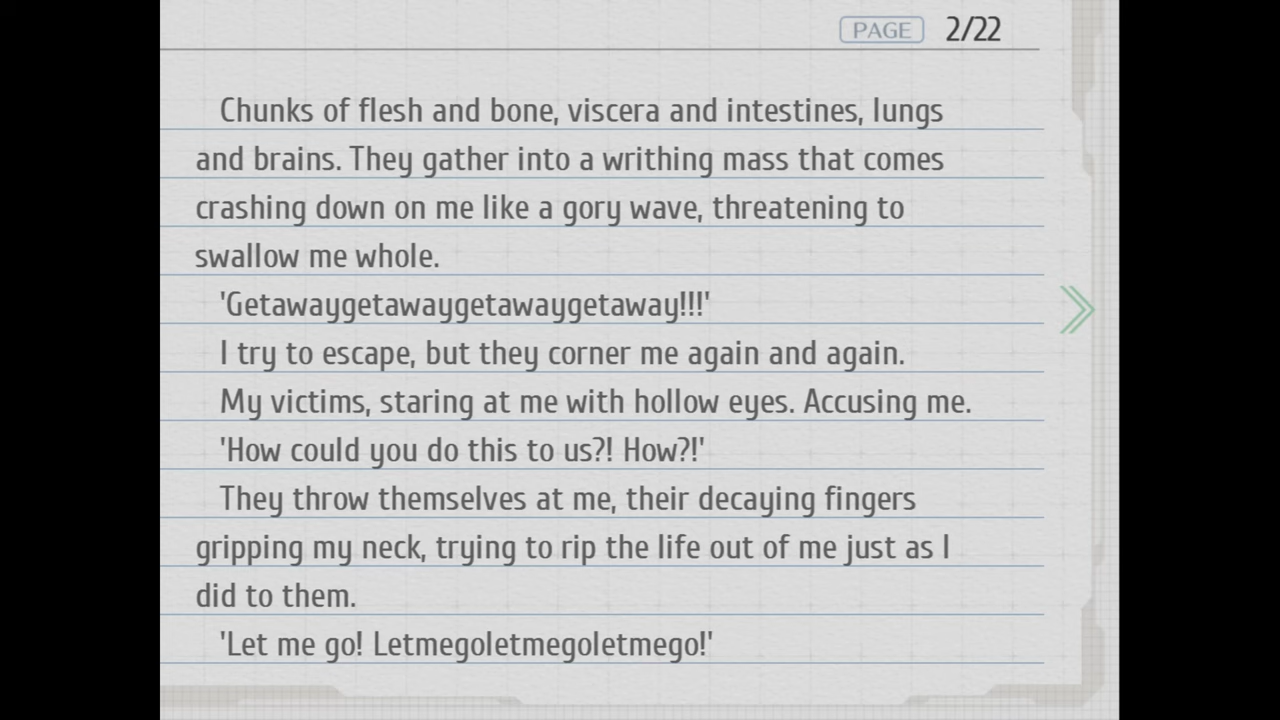 PAGE 2/22
Chunks of flesh and bone, viscera and intestines, lungs
and brains. They gather into a writhing mass that comes
crashing down on me like a gory wave, threatening to
swallow me whole.
'Getawaygetawaygetawaygetaway!!!'
I try to escape, but they corner me again and again.
My victims, staring at me with hollow eyes. Accusing me.
'How could you do this to us?! How?!'
They throw themselves at me, their decaying fingers
gripping my neck, trying to rip the life out of me just as I
did to them.
'Let me go! Letmegoletmegoletmego!'